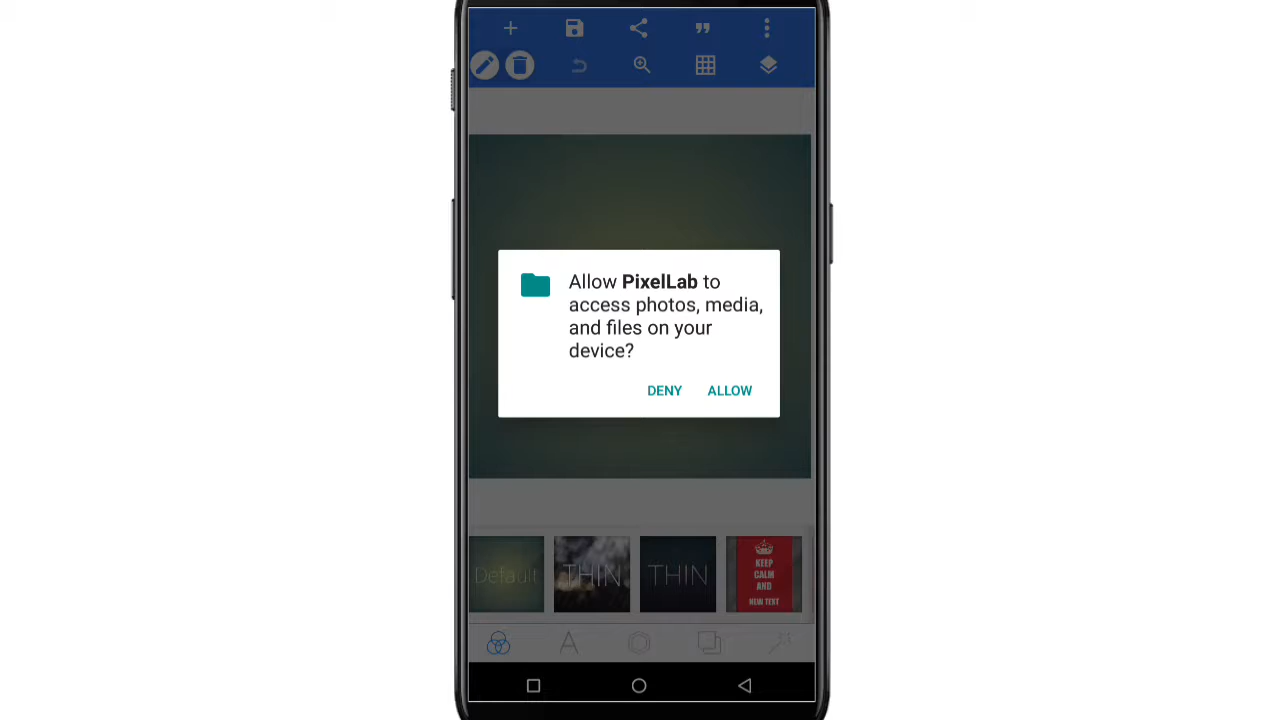 Allow PixelLab to
access photos, media,
and files on your
device?
DENY ALLOW
Default THIN THIN
KEEP
CALM
AND
NEW TEXT